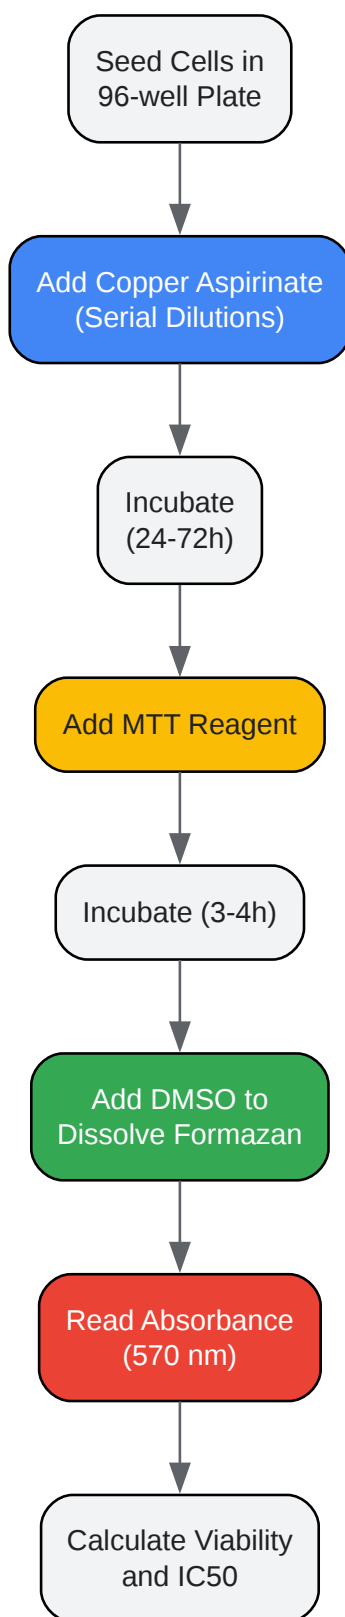 Seed Cells in
96-well Plate
Add Copper Aspirinate
(Serial Dilutions)
Incubate
(24-72h)
Add MTT Reagent
Incubate (3-4h)
Add DMSO to
Dissolve Formazan
Read Absorbance
(570 nm)
Calculate Viability
and IC50